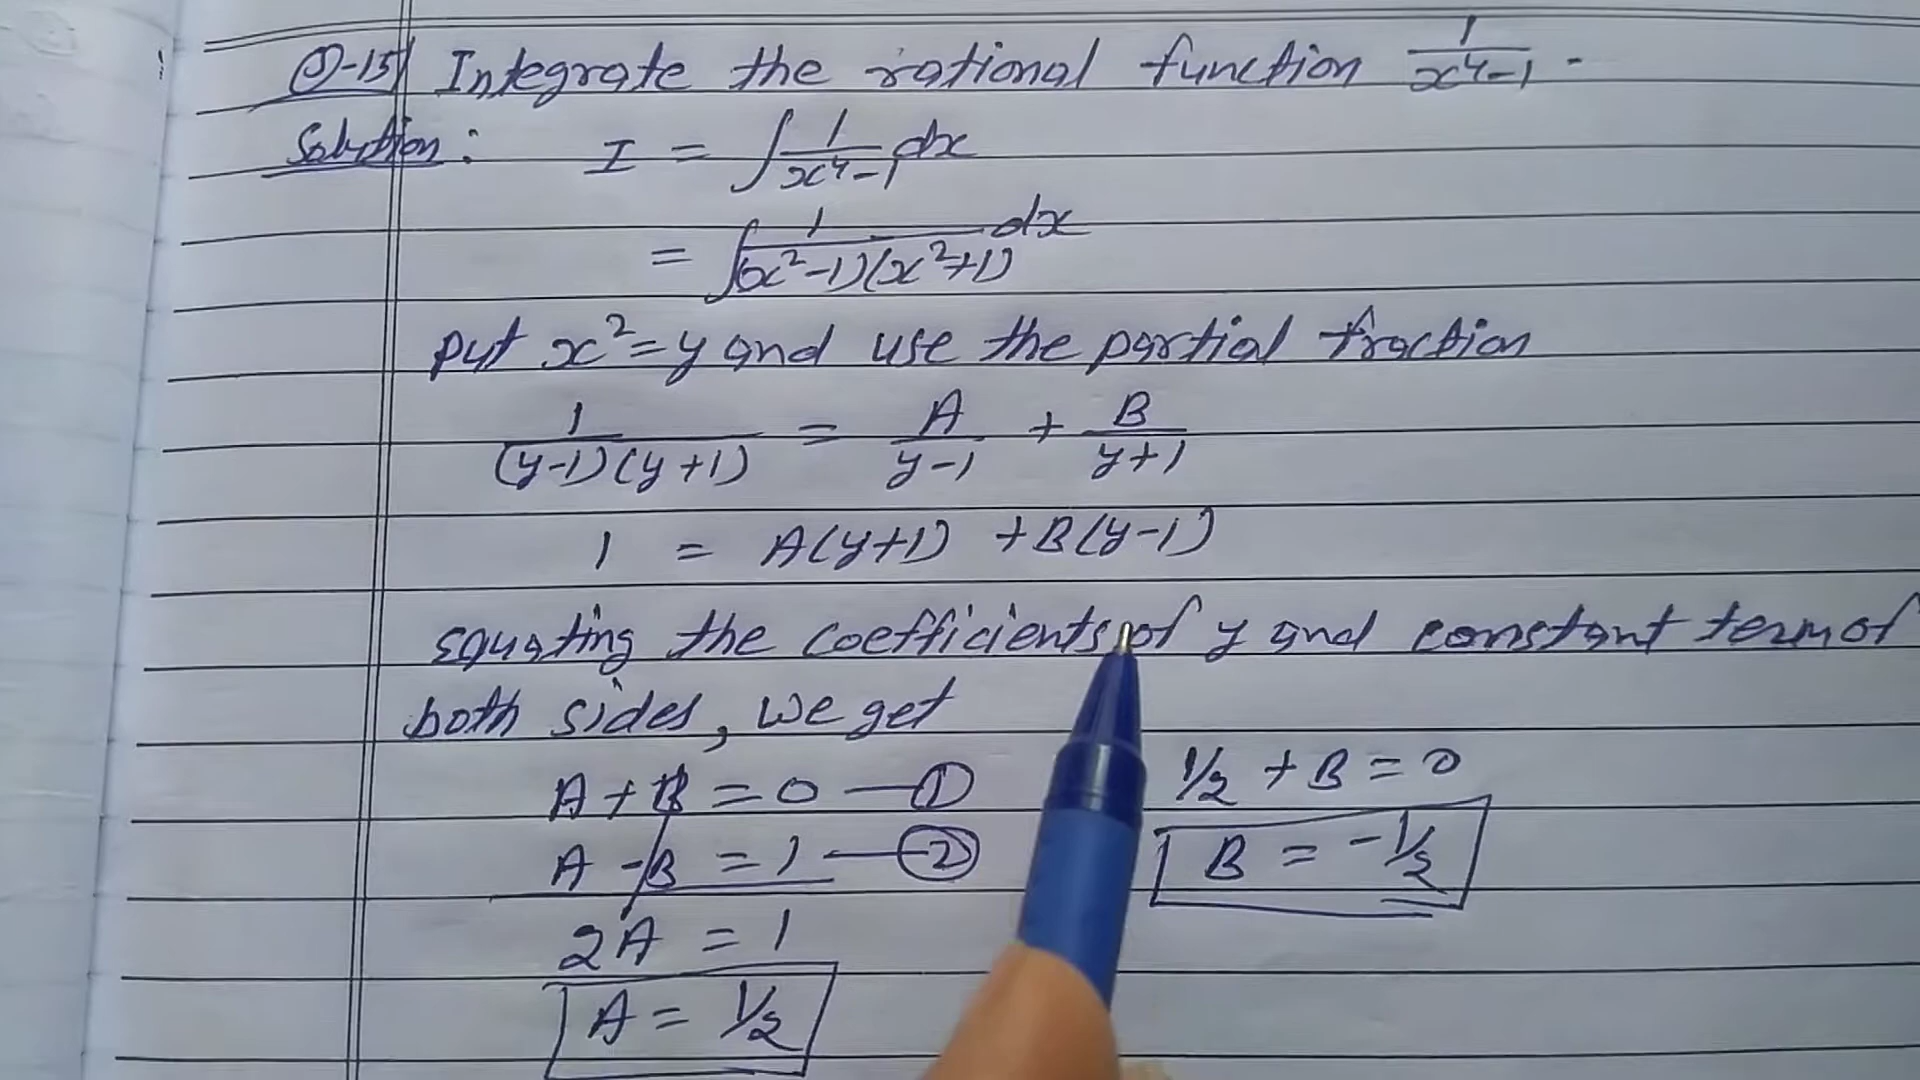 Q-15 Integrate the rational function 1/(x⁴-1).
Solution: I = ∫ 1/(x⁴-1) dx
= ∫ 1/((x²-1)(x²+1)) dx
put x²=y and use the partial fraction
1/((y-1)(y+1)) = A/(y-1) + B/(y+1)
1 = A(y+1) + B(y-1)
equating the coefficients of y and constant term of
both sides, we get
A + B = 0 — ①
A - B = 1 — ②
2A = 1
A = 1/2
1/2 + B = 0
B = -1/2